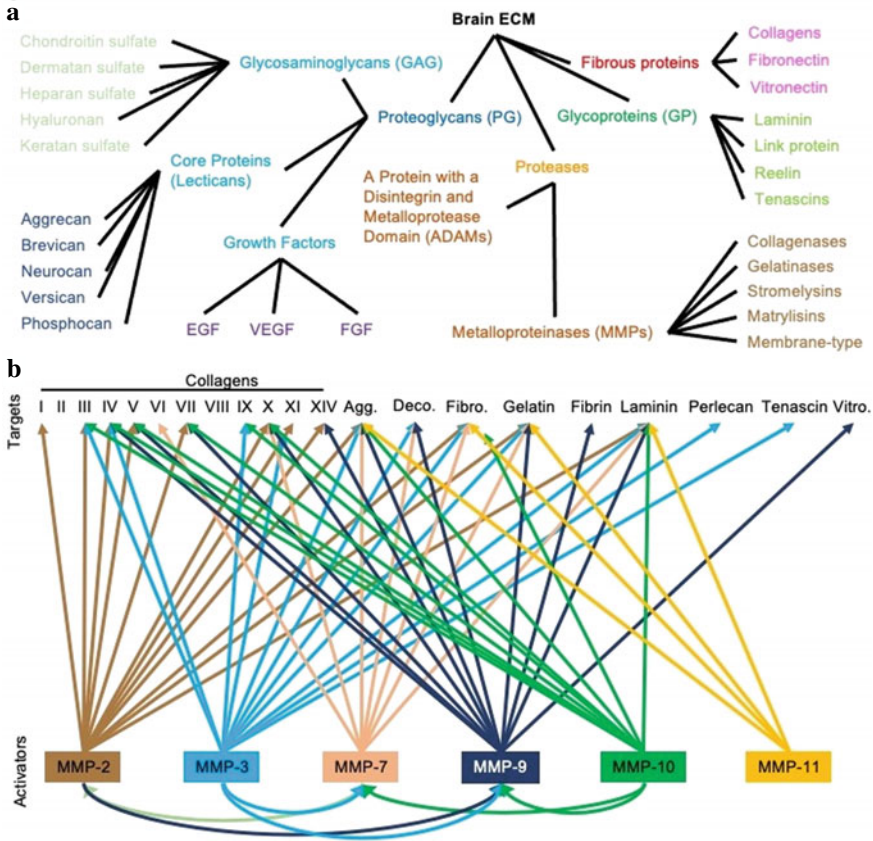 a
Brain ECM
Chondroitin sulfate
Dermatan sulfate
Heparan sulfate
Hyaluronan
Keratan sulfate
Glycosaminoglycans (GAG)
Proteoglycans (PG)
Core Proteins
(Lecticans)
Aggrecan
Brevican
Neurocan
Versican
Phosphocan
Growth Factors
EGF VEGF FGF
Fibrous proteins
Collagens
Fibronectin
Vitronectin
Glycoproteins (GP)
Laminin
Link protein
Reelin
Tenascins
Proteases
A Protein with a
Disintegrin and
Metalloprotease
Domain (ADAMs)
Metalloproteinases (MMPs)
Collagenases
Gelatinases
Stromelysins
Matrylisins
Membrane-type
b
Collagens
Targets
I II III IV V VI VII VIII IX X XI XIV Agg. Deco. Fibro. Gelatin Fibrin Laminin Perlecan Tenascin Vitro.
Activators
MMP-2 MMP-3 MMP-7 MMP-9 MMP-10 MMP-11